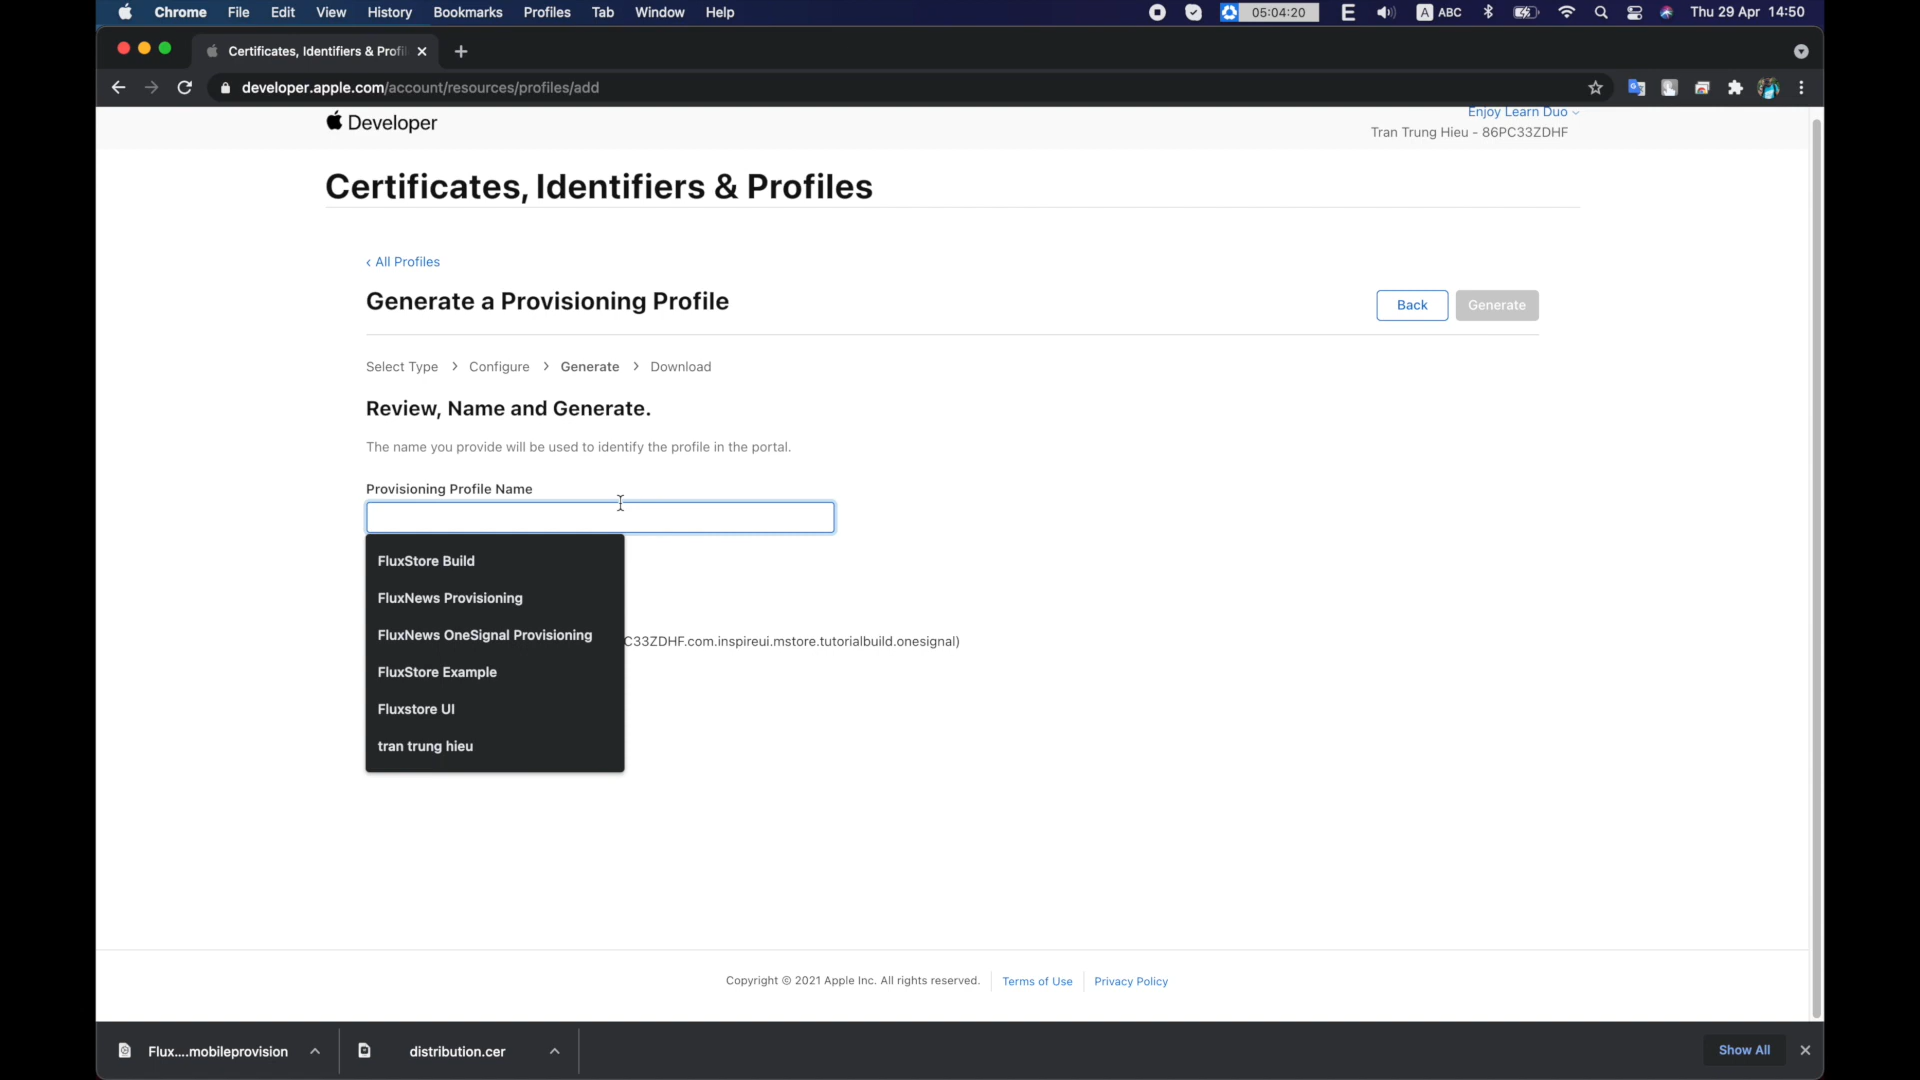 Chrome File Edit View History Bookmarks Profiles Tab Window Help 05:04:20 E A ABC Thu 29 Apr 14:50
Certificates, Identifiers & Profi
developer.apple.com/account/resources/profiles/add
Developer
Enjoy Learn Duo
Tran Trung Hieu - 86PC33ZDHF
Certificates, Identifiers & Profiles
‹ All Profiles
Generate a Provisioning Profile
Back
Generate
Select Type > Configure > Generate > Download
Review, Name and Generate.
The name you provide will be used to identify the profile in the portal.
Provisioning Profile Name
FluxStore Build
FluxNews Provisioning
FluxNews OneSignal Provisioning
C33ZDHF.com.inspireui.mstore.tutorialbuild.onesignal)
FluxStore Example
Fluxstore UI
tran trung hieu
Copyright © 2021 Apple Inc. All rights reserved. Terms of Use Privacy Policy
Flux....mobileprovision
distribution.cer
Show All